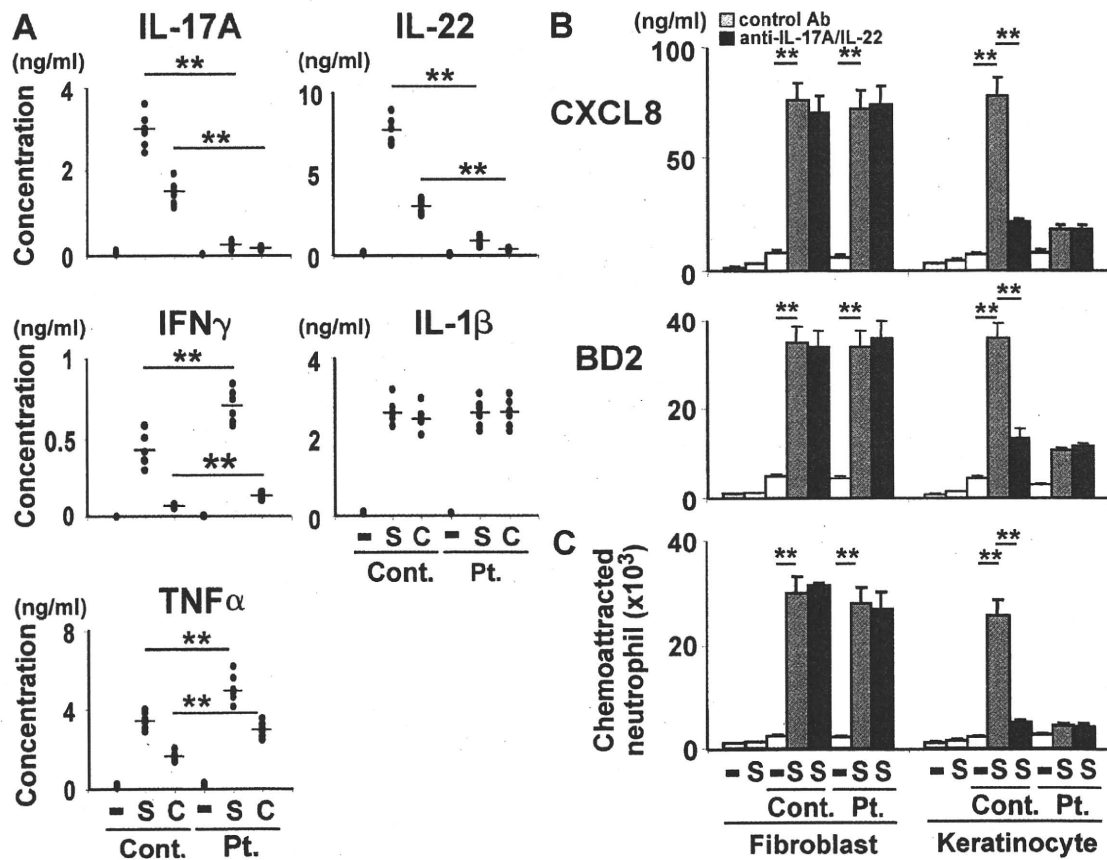 A
IL-17A
IL-22
(ng/ml)
(ng/ml)
Concentration
4
2
0
**
**
10
5
0
**
**
IFNγ
IL-1β
(ng/ml)
(ng/ml)
Concentration
1
0.5
0
**
**
4
2
0
- S C - S C
Cont. Pt.
TNFα
(ng/ml)
Concentration
8
4
0
**
**
- S C - S C
Cont. Pt.
B
(ng/ml)
control Ab
anti-IL-17A/IL-22
CXCL8
100
50
0
** ** ** **
BD2
40
20
0
** ** ** **
C
Chemoattracted
neutrophil (x10³)
40
20
0
** ** ** **
- S - S S - S S - S - S S - S S
Cont. Pt. Cont. Pt.
Fibroblast Keratinocyte